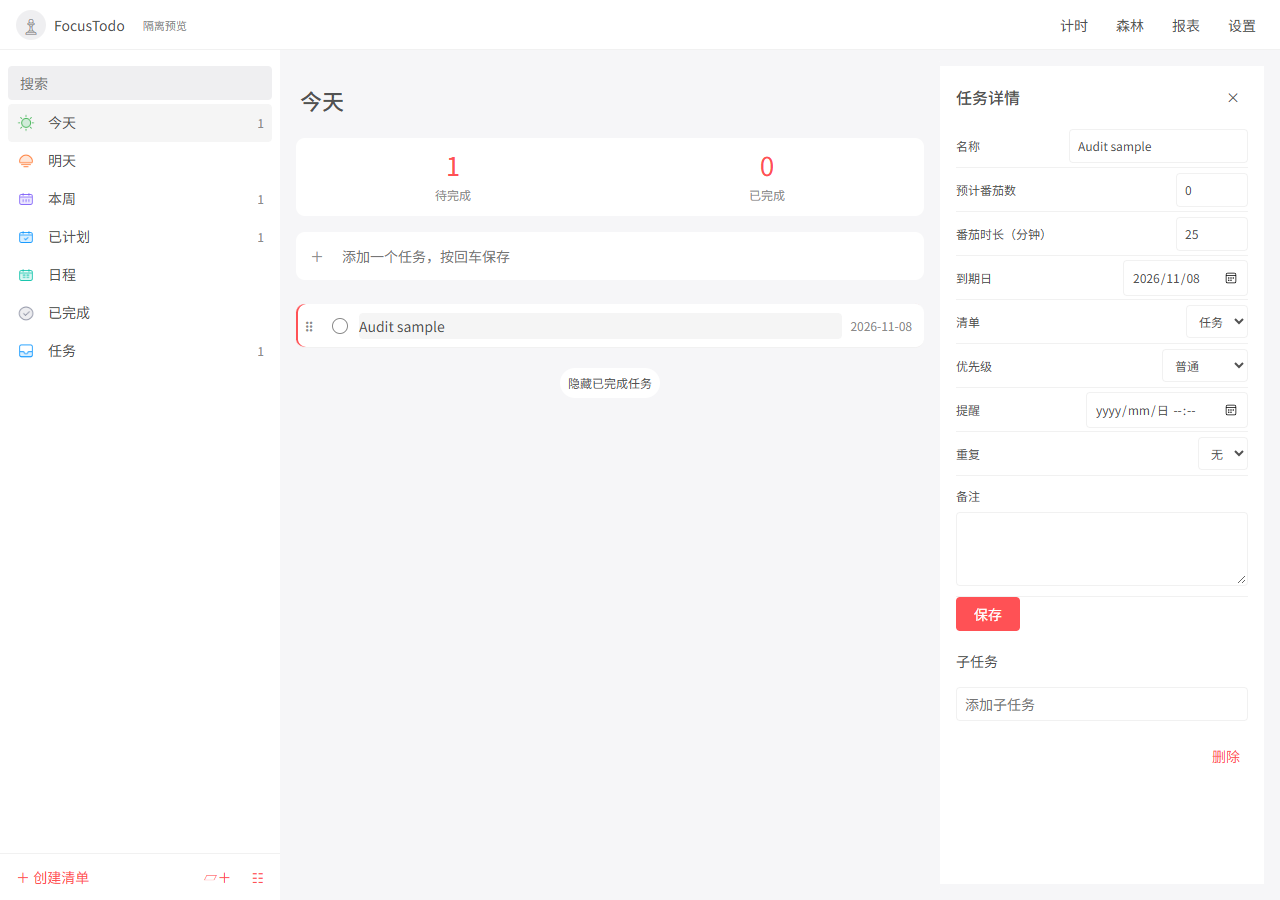 FocusTodo 隔离预览 计时 森林 报表 设置
搜索
今天 1
明天
本周 1
已计划 1
日程
已完成
任务 1
+ 创建清单
今天
1 0
待完成 已完成
+ 添加一个任务，按回车保存
Audit sample 2026-11-08
隐藏已完成任务
任务详情
名称 Audit sample
预计番茄数 0
番茄时长（分钟） 25
到期日 2026/11/08
清单 任务
优先级 普通
提醒 yyyy/mm/日 --:--
重复 无
备注
保存
子任务
添加子任务
删除